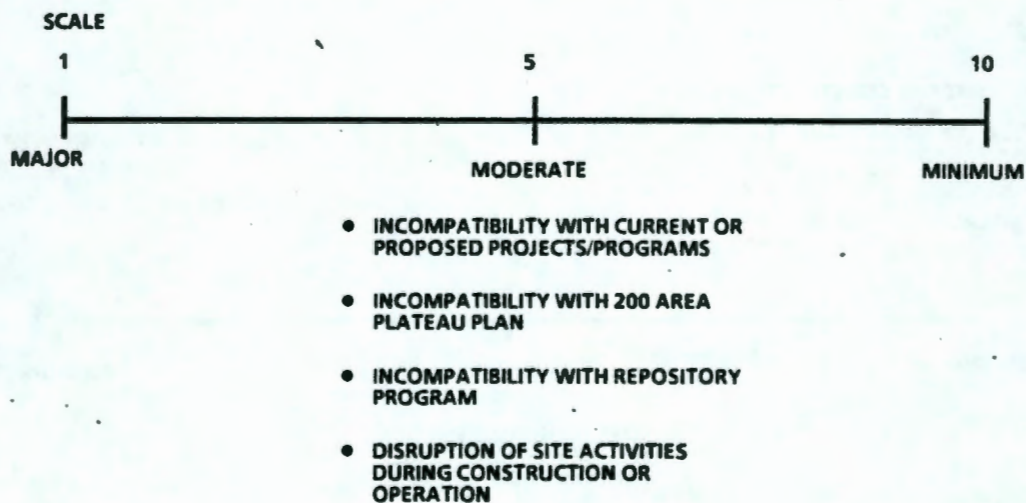 SCALE
1 5 10
MAJOR MODERATE MINIMUM
• INCOMPATIBILITY WITH CURRENT OR
PROPOSED PROJECTS/PROGRAMS
• INCOMPATIBILITY WITH 200 AREA
PLATEAU PLAN
• INCOMPATIBILITY WITH REPOSITORY
PROGRAM
• DISRUPTION OF SITE ACTIVITIES
DURING CONSTRUCTION OR
OPERATION